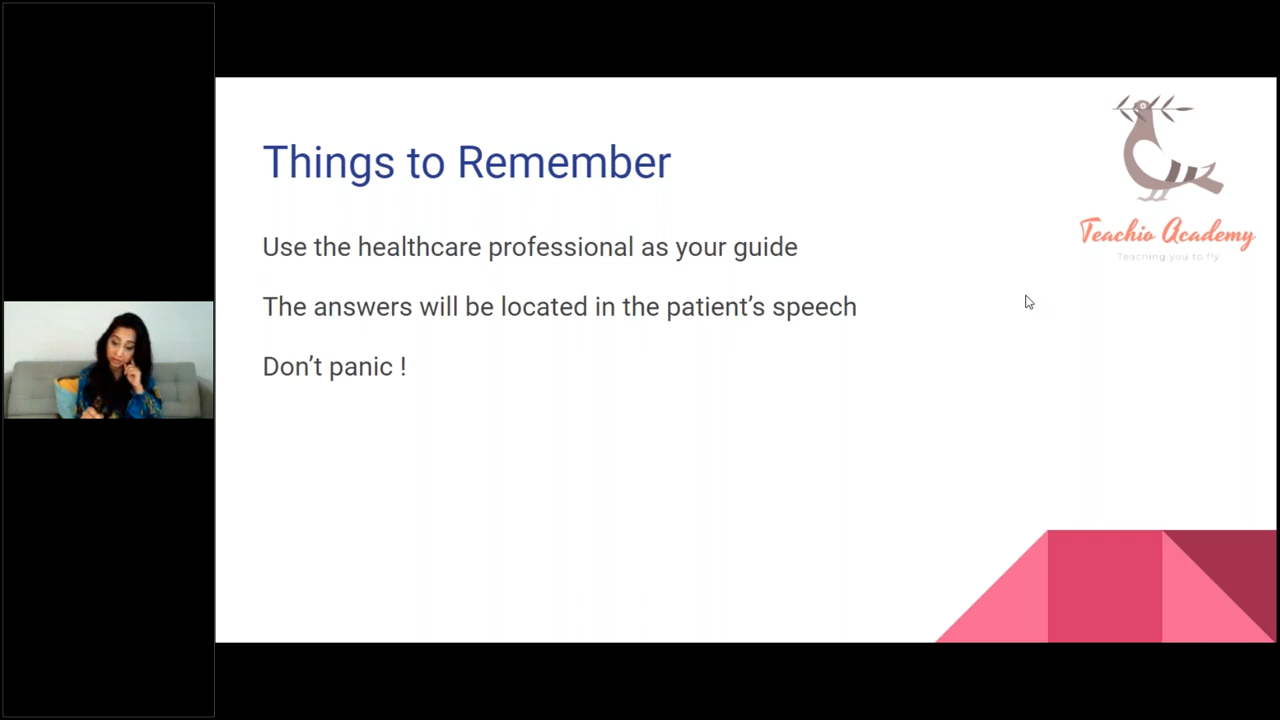 Things to Remember
Use the healthcare professional as your guide
The answers will be located in the patient’s speech
Don’t panic !
Teachio Academy
Teaching you to fly